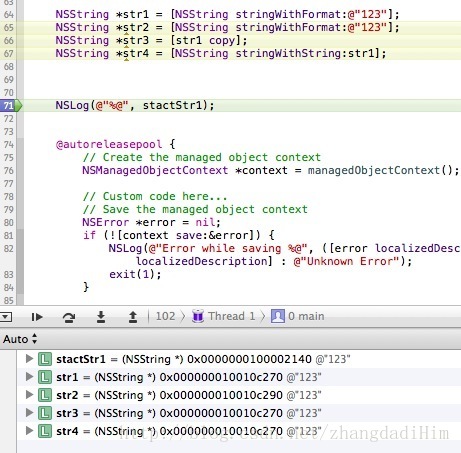 63
64 NSString *str1 = [NSString stringWithFormat:@"123"];
65 NSString *str2 = [NSString stringWithFormat:@"123"];
66 NSString *str3 = [str1 copy];
67 NSString *str4 = [NSString stringWithString:str1];
68
69
70
71 NSLog(@"%@", stactStr1);
72
73
74 @autoreleasepool {
75 // Create the managed object context
76 NSManagedObjectContext *context = managedObjectContext();
77
78 // Custom code here...
79 // Save the managed object context
80 NSError *error = nil;
81 if (![context save:&error]) {
82 NSLog(@"Error while saving %@", ([error localizedDesc
localizedDescription] : @"Unknown Error");
83 exit(1);
84 }
85
102 Thread 1 0 main
Auto
L stactStr1 = (NSString *) 0x0000000100002140 @"123"
L str1 = (NSString *) 0x000000010010c270 @"123"
L str2 = (NSString *) 0x000000010010c290 @"123"
L str3 = (NSString *) 0x000000010010c270 @"123"
L str4 = (NSString *) 0x000000010010c270 @"123"
http://blog.csdn.net/zhangdadiHim